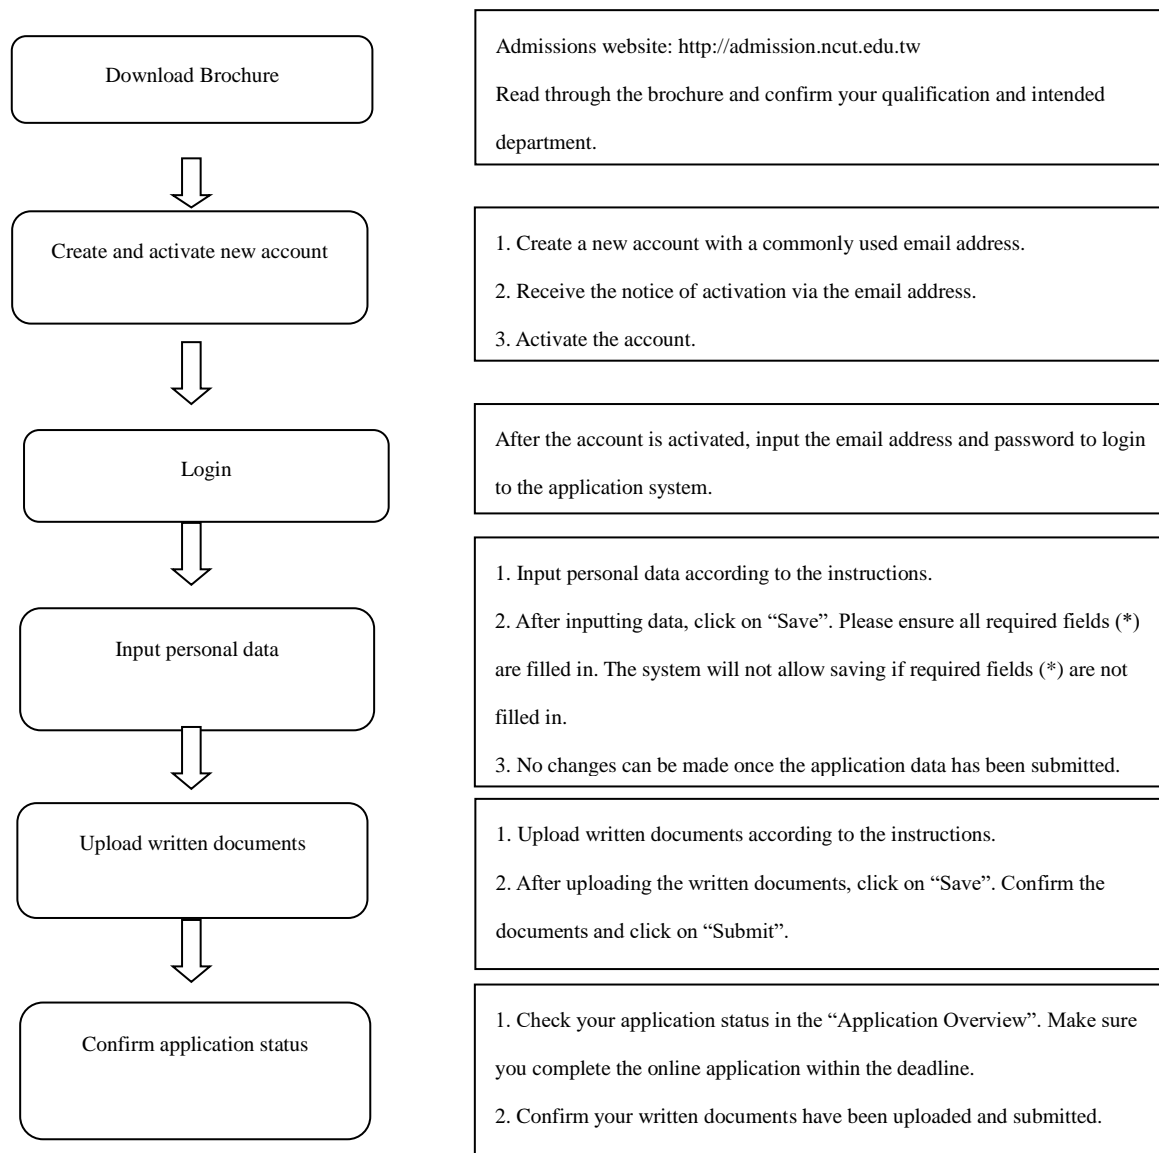 Download Brochure
Admissions website: http://admission.ncut.edu.tw
Read through the brochure and confirm your qualification and intended
department.
Create and activate new account
1. Create a new account with a commonly used email address.
2. Receive the notice of activation via the email address.
3. Activate the account.
Login
After the account is activated, input the email address and password to login
to the application system.
Input personal data
1. Input personal data according to the instructions.
2. After inputting data, click on “Save”. Please ensure all required fields (*)
are filled in. The system will not allow saving if required fields (*) are not
filled in.
3. No changes can be made once the application data has been submitted.
Upload written documents
1. Upload written documents according to the instructions.
2. After uploading the written documents, click on “Save”. Confirm the
documents and click on “Submit”.
Confirm application status
1. Check your application status in the “Application Overview”. Make sure
you complete the online application within the deadline.
2. Confirm your written documents have been uploaded and submitted.